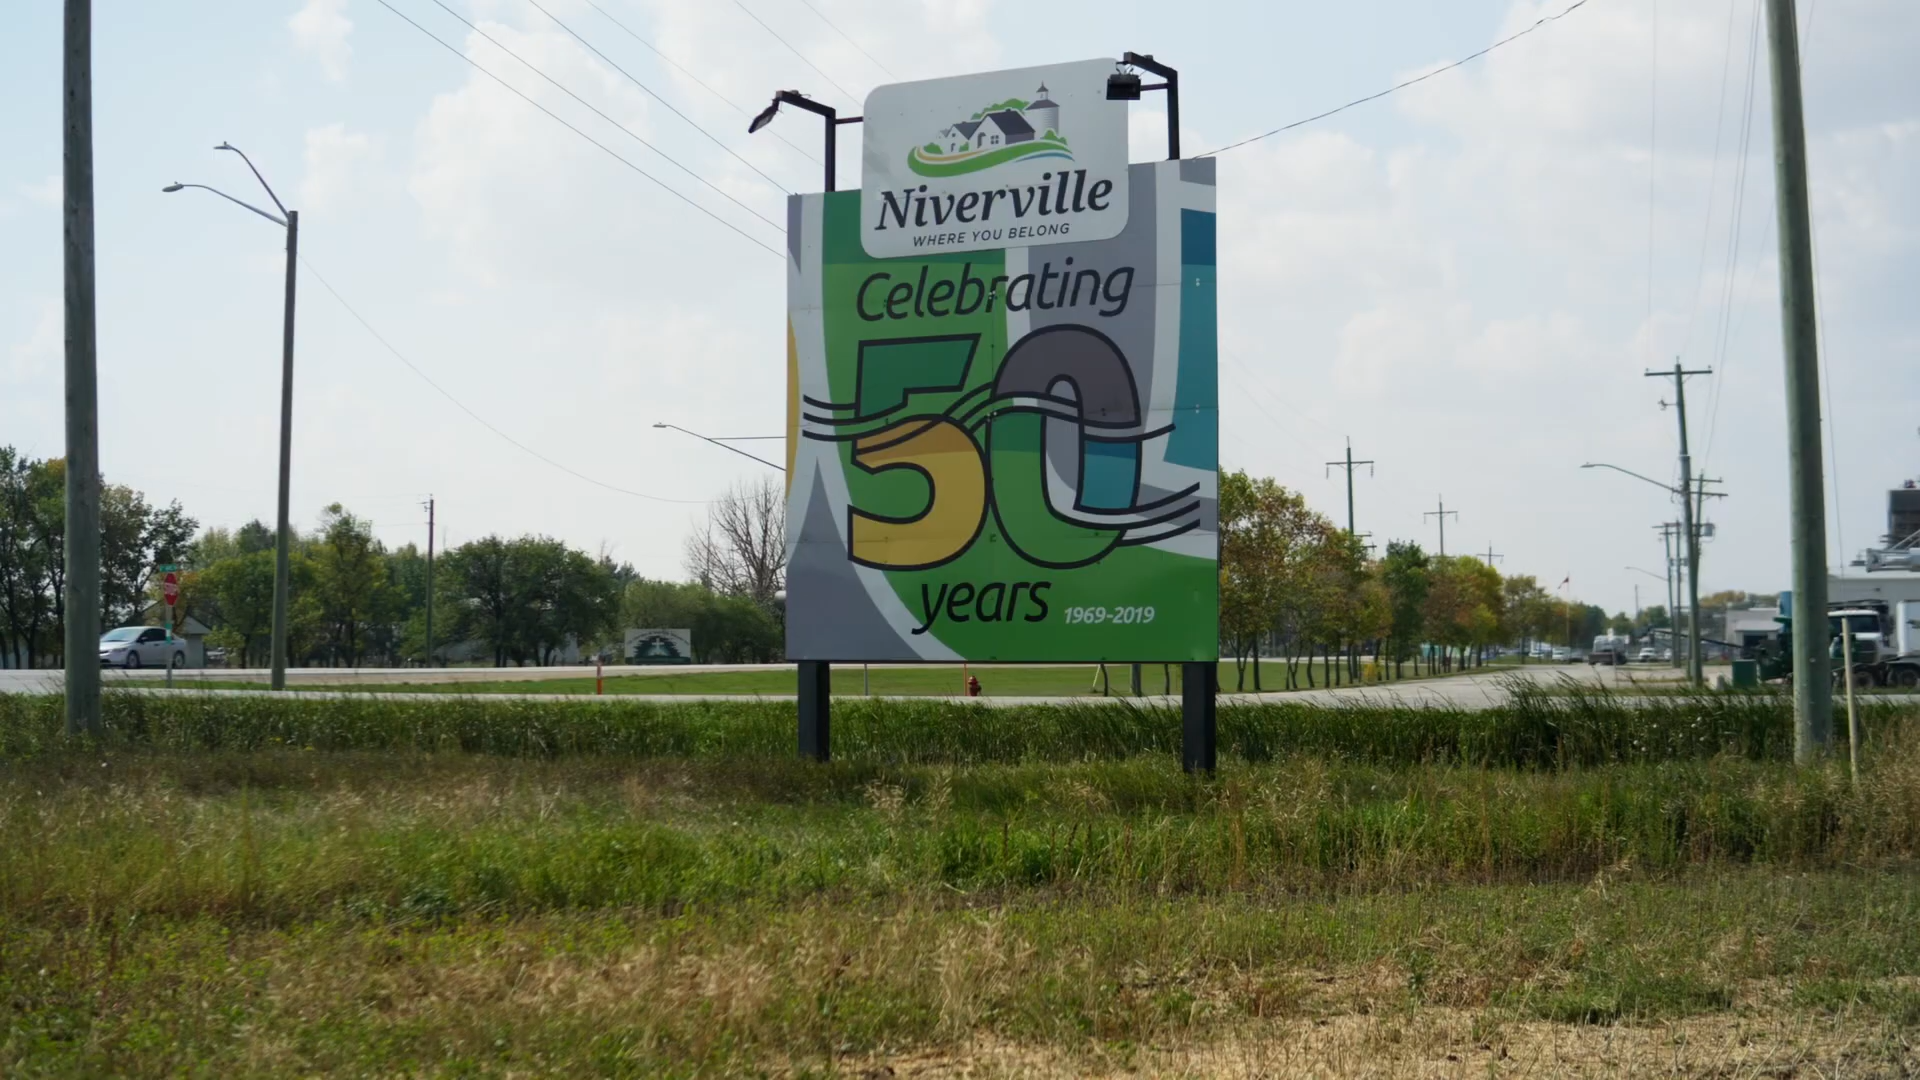 Niverville
WHERE YOU BELONG
Celebrating
50
years 1969-2019